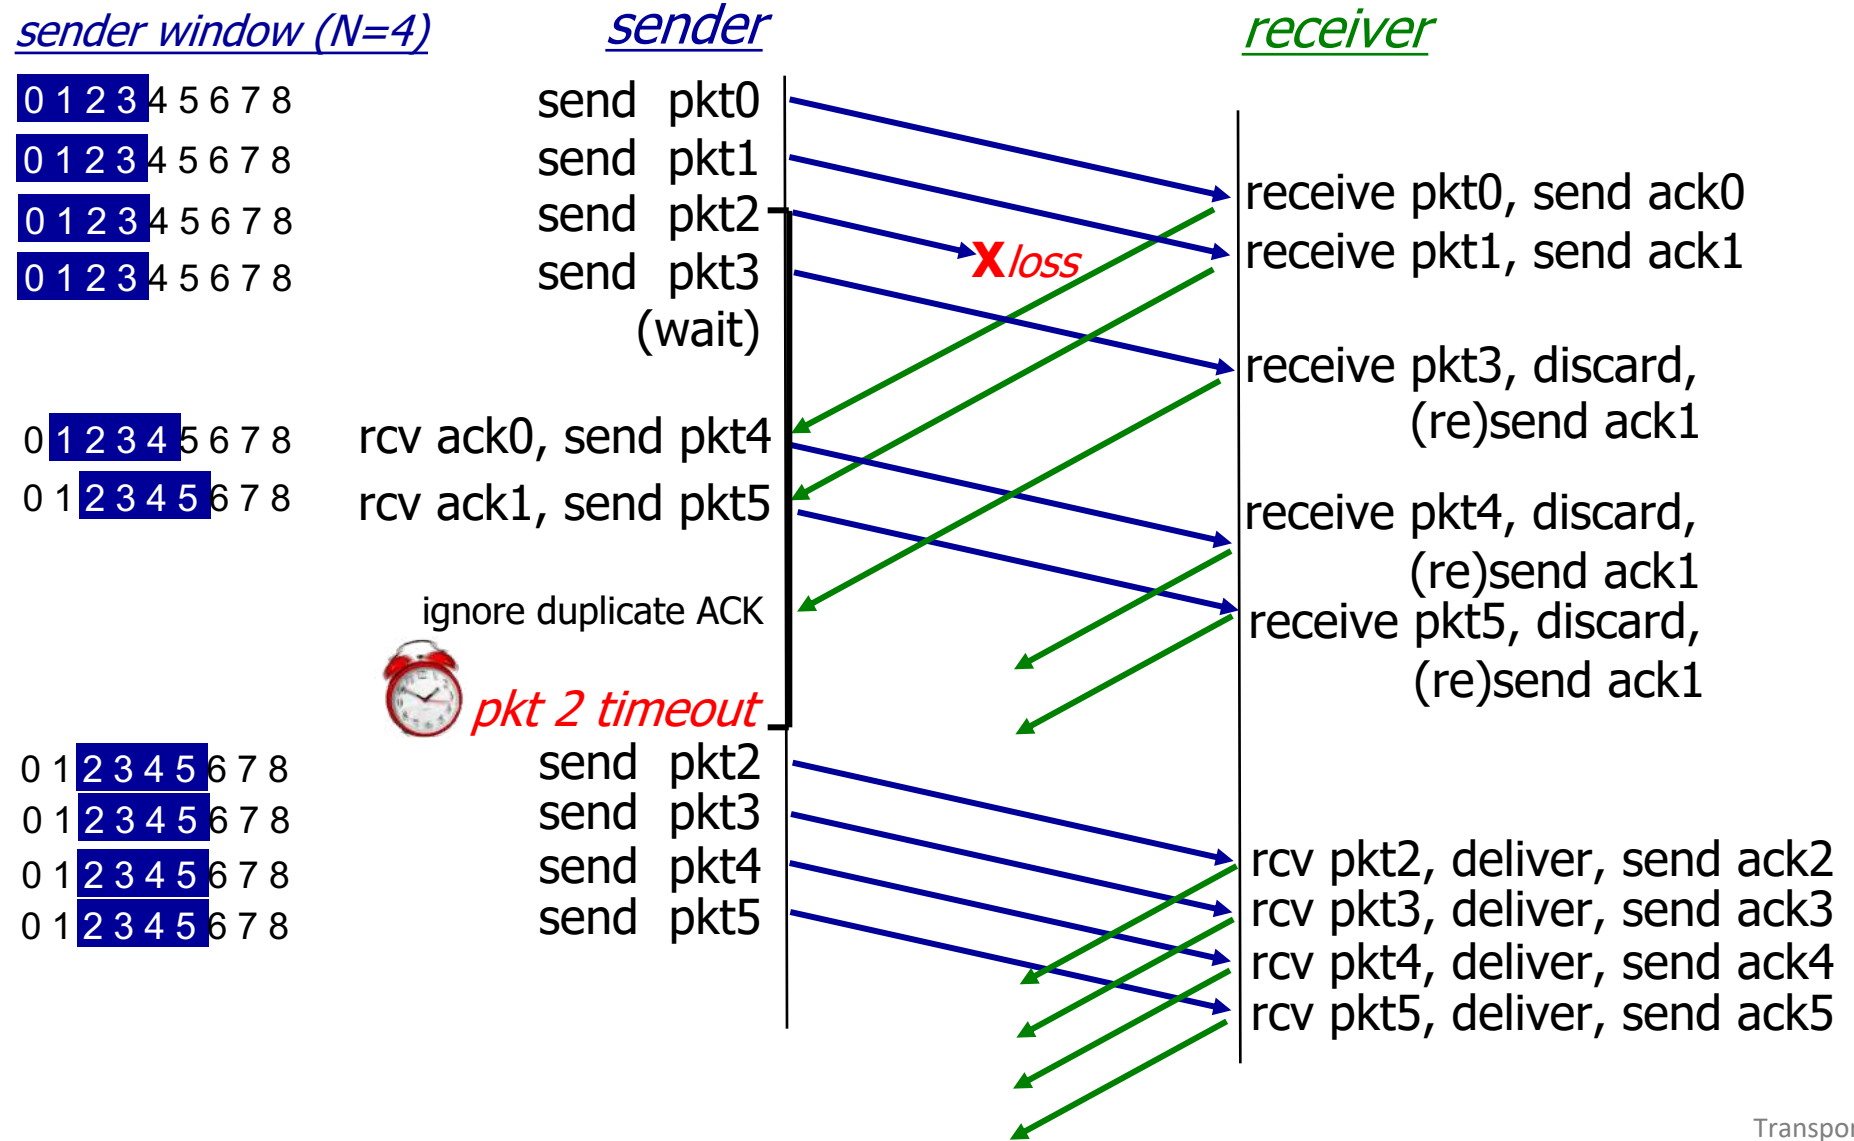 sender window (N=4)
sender
receiver
0 1 2 3 4 5 6 7 8
send pkt0
0 1 2 3 4 5 6 7 8
send pkt1
receive pkt0, send ack0
0 1 2 3 4 5 6 7 8
send pkt2
receive pkt1, send ack1
0 1 2 3 4 5 6 7 8
send pkt3
X loss
(wait)
receive pkt3, discard,
(re)send ack1
0 1 2 3 4 5 6 7 8
rcv ack0, send pkt4
0 1 2 3 4 5 6 7 8
rcv ack1, send pkt5
receive pkt4, discard,
(re)send ack1
ignore duplicate ACK
receive pkt5, discard,
(re)send ack1
pkt 2 timeout
0 1 2 3 4 5 6 7 8
send pkt2
0 1 2 3 4 5 6 7 8
send pkt3
0 1 2 3 4 5 6 7 8
send pkt4
rcv pkt2, deliver, send ack2
0 1 2 3 4 5 6 7 8
send pkt5
rcv pkt3, deliver, send ack3
rcv pkt4, deliver, send ack4
rcv pkt5, deliver, send ack5
Transpor